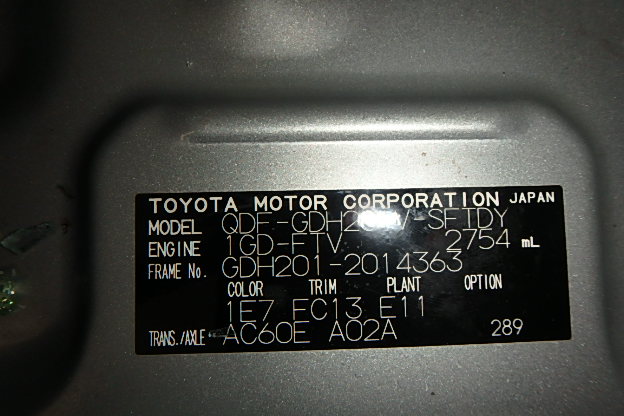 TOYOTA MOTOR CORPORATION JAPAN
MODEL SFTDY
ENGINE 1GD-FTV 2754 mL
FRAME No. GDH201-2014363
COLOR TRIM PLANT OPTION
1E7 EC13 E11
TRANS./AXLE AC60E A02A 289